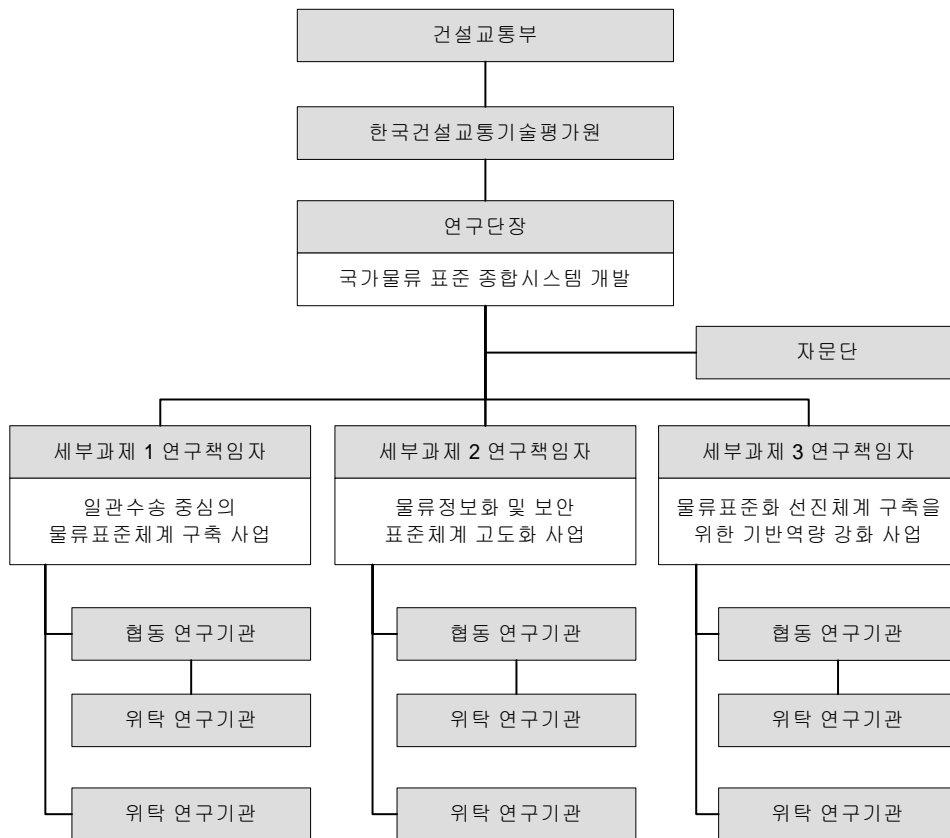 건설교통부
한국건설교통기술평가원
연구단장
국가물류 표준 종합시스템 개발
자문단
세부과제 1 연구책임자
일관수송 중심의
물류표준체계 구축 사업
세부과제 2 연구책임자
물류정보화 및 보안
표준체계 고도화 사업
세부과제 3 연구책임자
물류표준화 선진체계 구축을
위한 기반역량 강화 사업
협동 연구기관
위탁 연구기관
위탁 연구기관
협동 연구기관
위탁 연구기관
위탁 연구기관
협동 연구기관
위탁 연구기관
위탁 연구기관